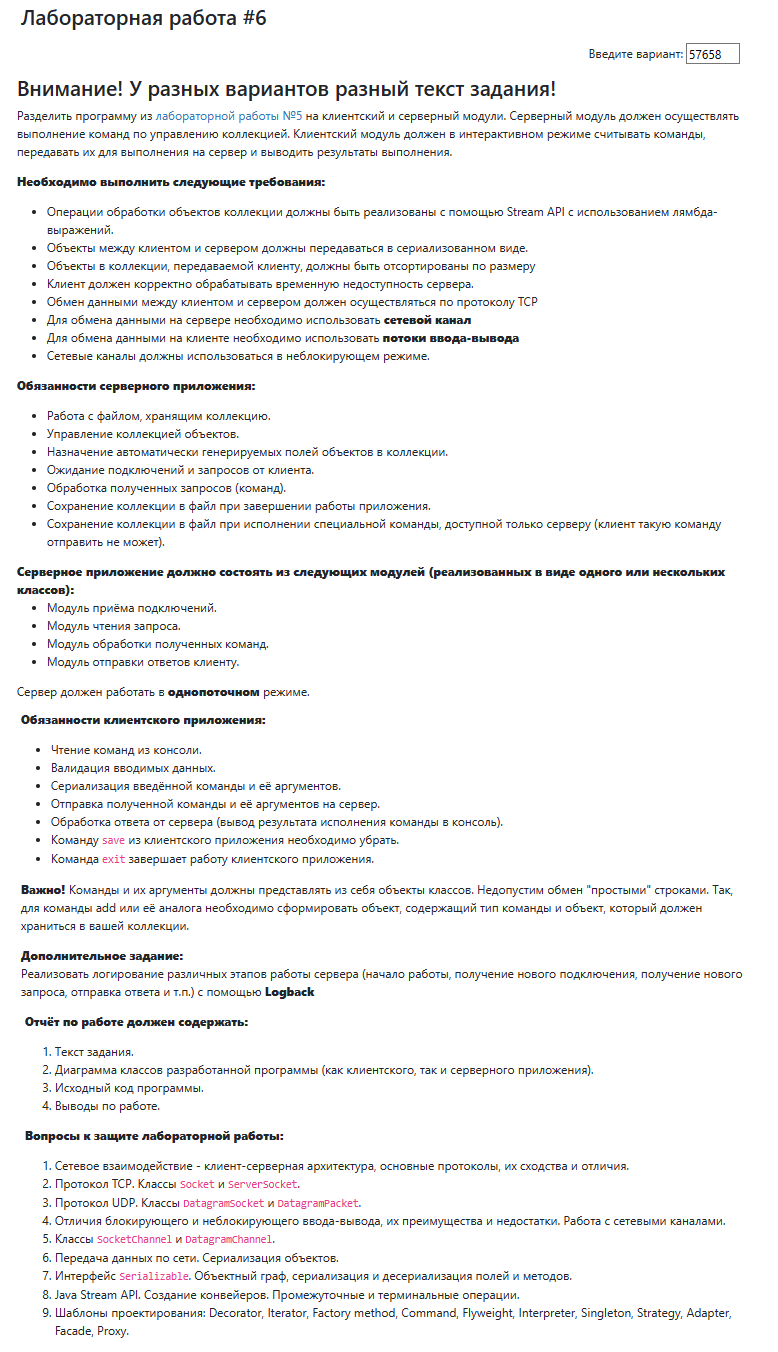 Лабораторная работа #6
Введите вариант: 57658
Внимание! У разных вариантов разный текст задания!
Разделить программу из лабораторной работы №5 на клиентский и серверный модули. Серверный модуль должен осуществлять
выполнение команд по управлению коллекцией. Клиентский модуль должен в интерактивном режиме считывать команды,
передавать их для выполнения на сервер и выводить результаты выполнения.
Необходимо выполнить следующие требования:
• Операции обработки объектов коллекции должны быть реализованы с помощью Stream API с использованием лямбда-
выражений.
• Объекты между клиентом и сервером должны передаваться в сериализованном виде.
• Объекты в коллекции, передаваемой клиенту, должны быть отсортированы по размеру
• Клиент должен корректно обрабатывать временную недоступность сервера.
• Обмен данными между клиентом и сервером должен осуществляться по протоколу TCP
• Для обмена данными на сервере необходимо использовать сетевой канал
• Для обмена данными на клиенте необходимо использовать потоки ввода-вывода
• Сетевые каналы должны использоваться в неблокирующем режиме.
Обязанности серверного приложения:
• Работа с файлом, хранящим коллекцию.
• Управление коллекцией объектов.
• Назначение автоматически генерируемых полей объектов в коллекции.
• Ожидание подключений и запросов от клиента.
• Обработка полученных запросов (команд).
• Сохранение коллекции в файл при завершении работы приложения.
• Сохранение коллекции в файл при исполнении специальной команды, доступной только серверу (клиент такую команду
отправить не может).
Серверное приложение должно состоять из следующих модулей (реализованных в виде одного или нескольких
классов):
• Модуль приёма подключений.
• Модуль чтения запроса.
• Модуль обработки полученных команд.
• Модуль отправки ответов клиенту.
Сервер должен работать в однопоточном режиме.
Обязанности клиентского приложения:
• Чтение команд из консоли.
• Валидация вводимых данных.
• Сериализация введённой команды и её аргументов.
• Отправка полученной команды и её аргументов на сервер.
• Обработка ответа от сервера (вывод результата исполнения команды в консоль).
• Команду save из клиентского приложения необходимо убрать.
• Команда exit завершает работу клиентского приложения.
Важно! Команды и их аргументы должны представлять из себя объекты классов. Недопустим обмен "простыми" строками. Так,
для команды add или её аналога необходимо сформировать объект, содержащий тип команды и объект, который должен
храниться в вашей коллекции.
Дополнительное задание:
Реализовать логирование различных этапов работы сервера (начало работы, получение нового подключения, получение нового
запроса, отправка ответа и т.п.) с помощью Logback
Отчёт по работе должен содержать:
1. Текст задания.
2. Диаграмма классов разработанной программы (как клиентского, так и серверного приложения).
3. Исходный код программы.
4. Выводы по работе.
Вопросы к защите лабораторной работы:
1. Сетевое взаимодействие - клиент-серверная архитектура, основные протоколы, их сходства и отличия.
2. Протокол TCP. Классы Socket и ServerSocket.
3. Протокол UDP. Классы DatagramSocket и DatagramPacket.
4. Отличия блокирующего и неблокирующего ввода-вывода, их преимущества и недостатки. Работа с сетевыми каналами.
5. Классы SocketChannel и DatagramChannel.
6. Передача данных по сети. Сериализация объектов.
7. Интерфейс Serializable. Объектный граф, сериализация и десериализация полей и методов.
8. Java Stream API. Создание конвейеров. Промежуточные и терминальные операции.
9. Шаблоны проектирования: Decorator, Iterator, Factory method, Command, Flyweight, Interpreter, Singleton, Strategy, Adapter,
Facade, Proxy.